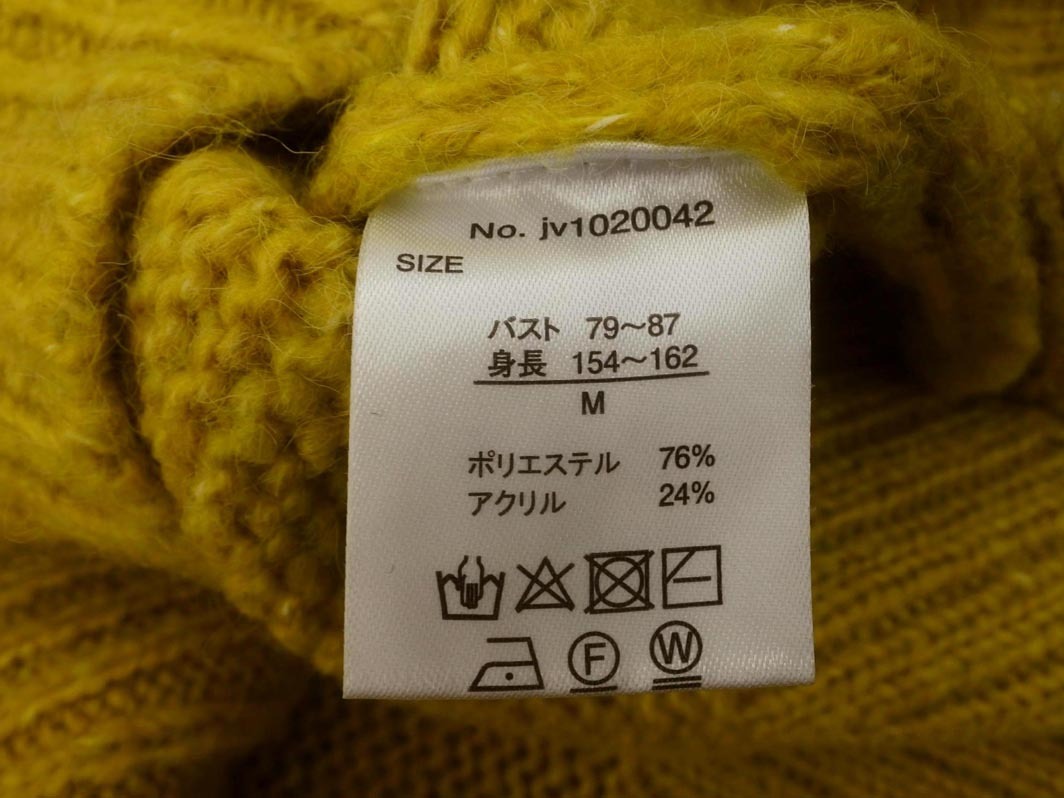 No. jv1020042
SIZE
バスト 79〜87
身長 154〜162
M
ポリエステル 76%
アクリル 24%
F
W